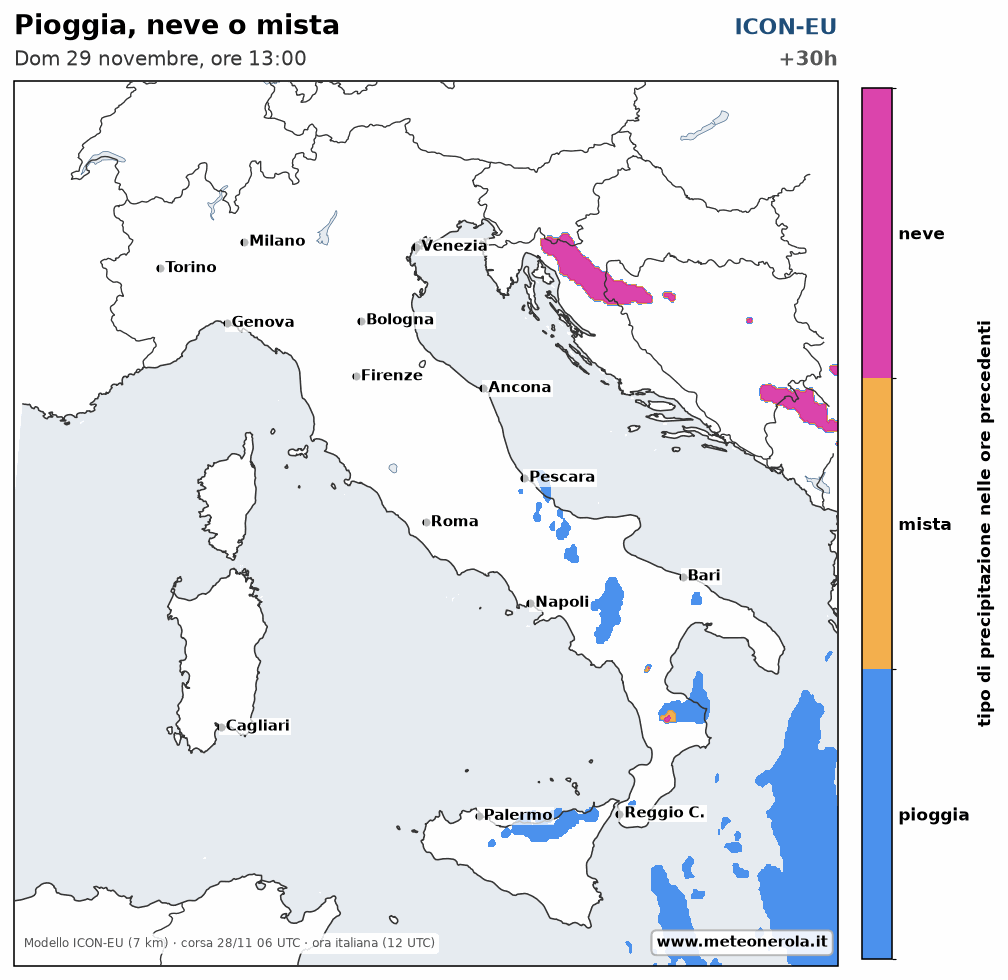 Pioggia, neve o mista
ICON-EU
Dom 29 novembre, ore 13:00
+30h
Milano
Venezia
Torino
Genova
Bologna
Firenze
Ancona
Pescara
Roma
Bari
Napoli
Cagliari
Palermo
Reggio C.
neve
mista
pioggia
tipo di precipitazione nelle ore precedenti
Modello ICON-EU (7 km) · corsa 28/11 06 UTC · ora italiana (12 UTC)
www.meteonerola.it